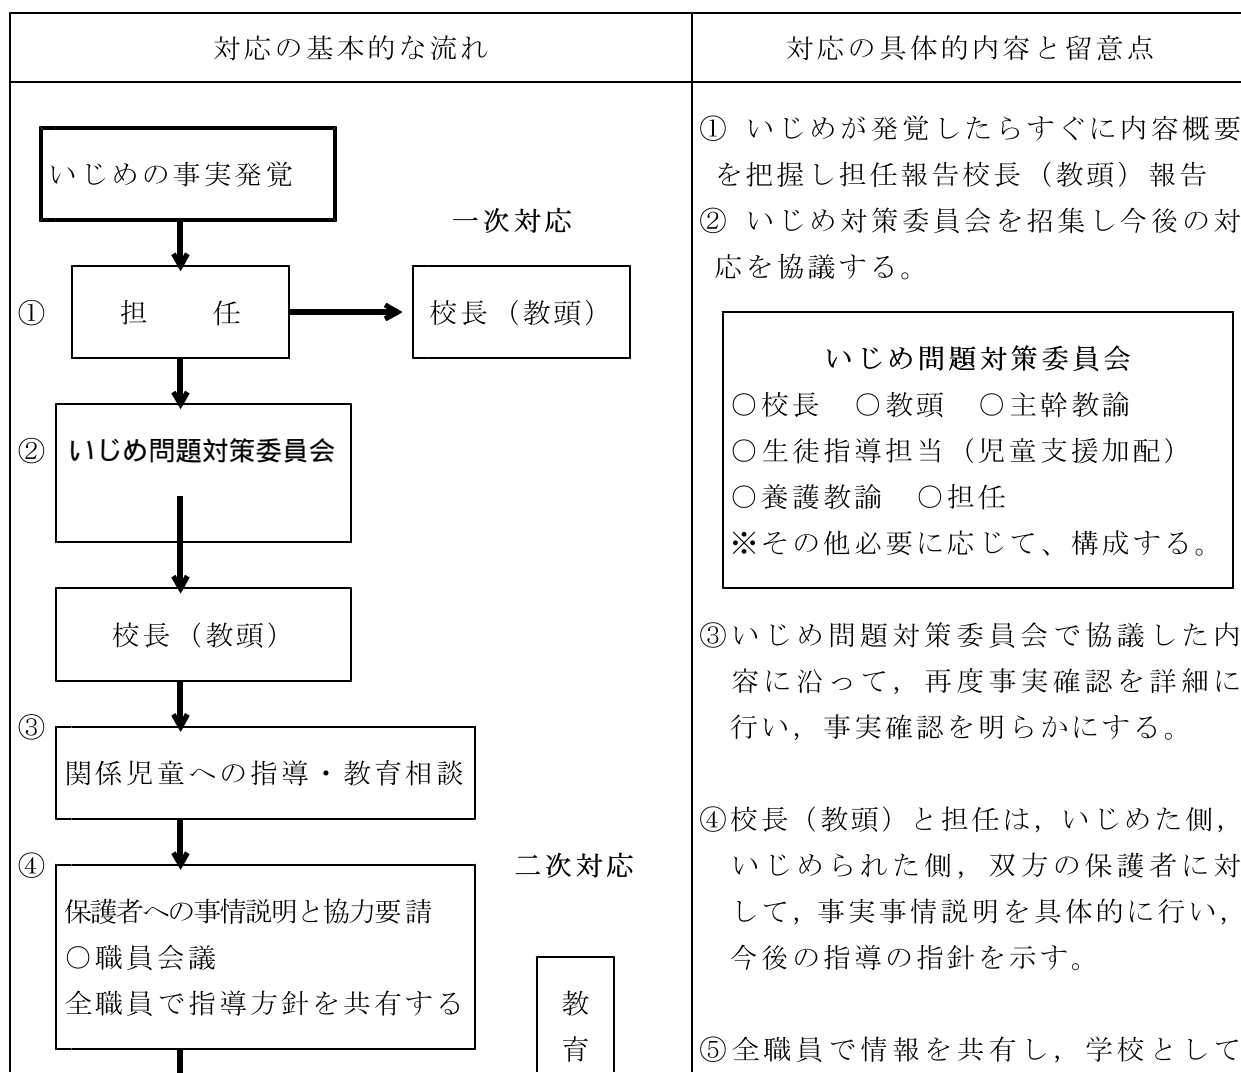 対応の基本的な流れ
いじめの事実発覚
一次対応
①
担　　任
校長（教頭）
②
いじめ問題対策委員会
校長（教頭）
③
関係児童への指導・教育相談
④
二次対応
保護者への事情説明と協力要請
○職員会議
全職員で指導方針を共有する
教
育
対応の具体的内容と留意点
① いじめが発覚したらすぐに内容概要
を把握し担任報告校長（教頭）報告
② いじめ対策委員会を招集し今後の対
応を協議する。
いじめ問題対策委員会
○校長　○教頭　○主幹教諭
○生徒指導担当（児童支援加配）
○養護教諭　○担任
※その他必要に応じて、構成する。
③いじめ問題対策委員会で協議した内
容に沿って，再度事実確認を詳細に
行い，事実確認を明らかにする。
④校長（教頭）と担任は，いじめた側，
いじめられた側，双方の保護者に対
して，事実事情説明を具体的に行い，
今後の指導の指針を示す。
⑤全職員で情報を共有し，学校として